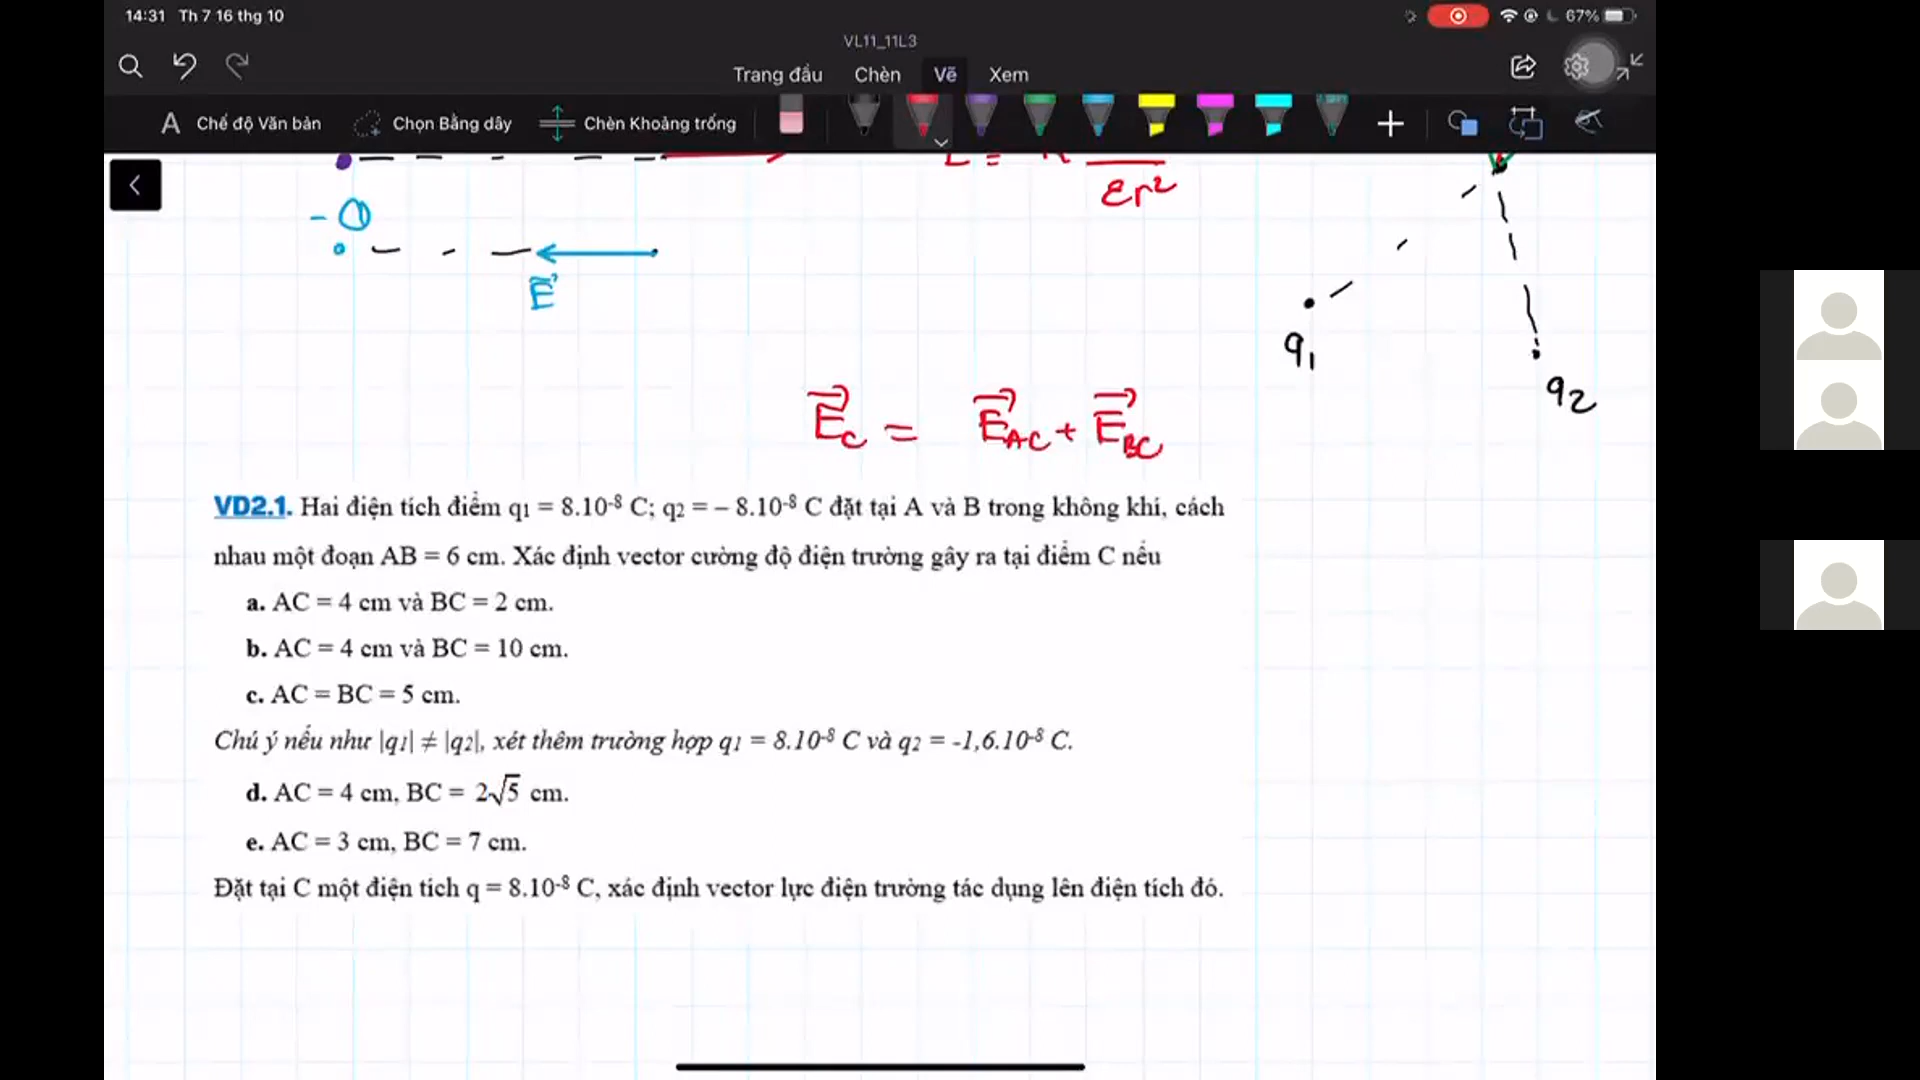 14:31 Th 7 16 thg 10
67%
VL11_11L3
Trang đầu Chèn Vẽ Xem
A Chế độ Văn bản Chọn Bằng dây Chèn Khoảng trống
εr²
- Q
E
q1
q2
E_C = E_AC + E_BC
VD2.1. Hai điện tích điểm q1 = 8.10⁻⁸ C; q2 = – 8.10⁻⁸ C đặt tại A và B trong không khí, cách
nhau một đoạn AB = 6 cm. Xác định vector cường độ điện trường gây ra tại điểm C nếu
a. AC = 4 cm và BC = 2 cm.
b. AC = 4 cm và BC = 10 cm.
c. AC = BC = 5 cm.
Chú ý nếu như |q1| ≠ |q2|, xét thêm trường hợp q1 = 8.10⁻⁸ C và q2 = -1,6.10⁻⁸ C.
d. AC = 4 cm, BC = 2√5 cm.
e. AC = 3 cm, BC = 7 cm.
Đặt tại C một điện tích q = 8.10⁻⁸ C, xác định vector lực điện trường tác dụng lên điện tích đó.